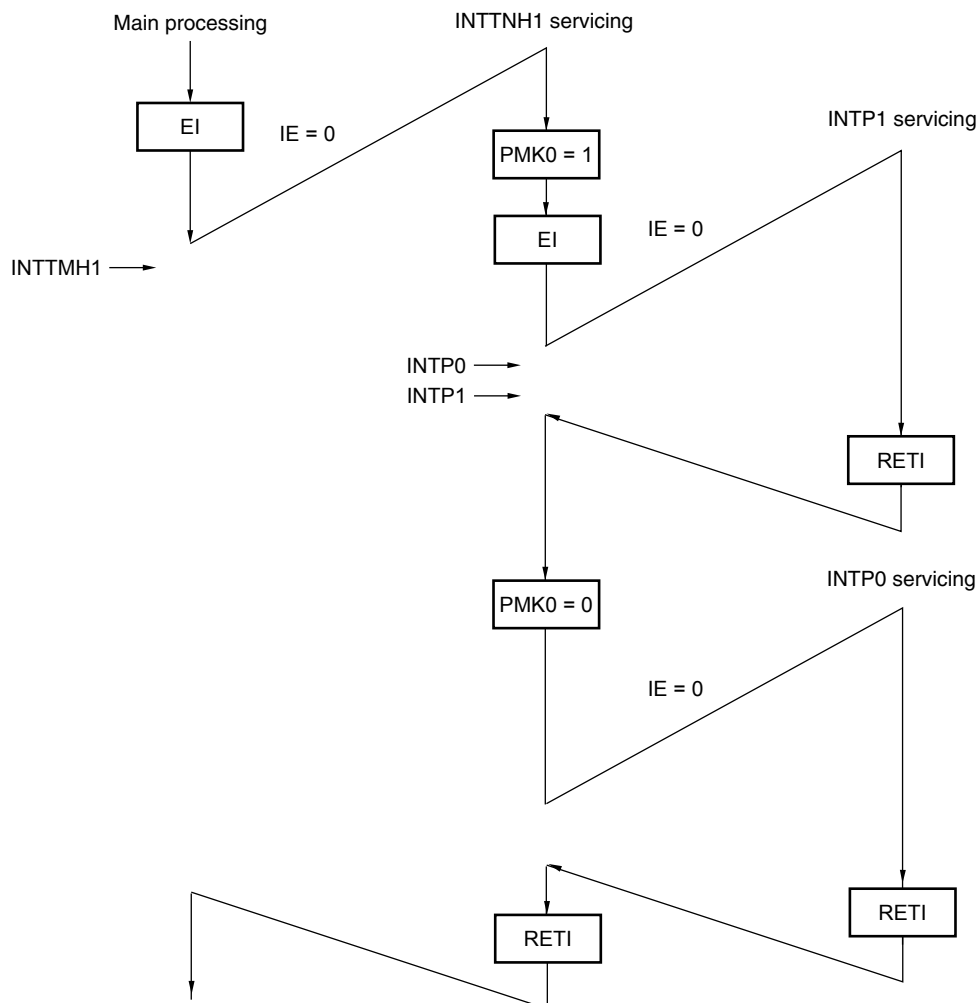 Main processing
INTTNH1 servicing
EI
IE = 0
PMK0 = 1
INTP1 servicing
EI
IE = 0
INTTMH1
INTP0
INTP1
RETI
PMK0 = 0
INTP0 servicing
IE = 0
RETI
RETI